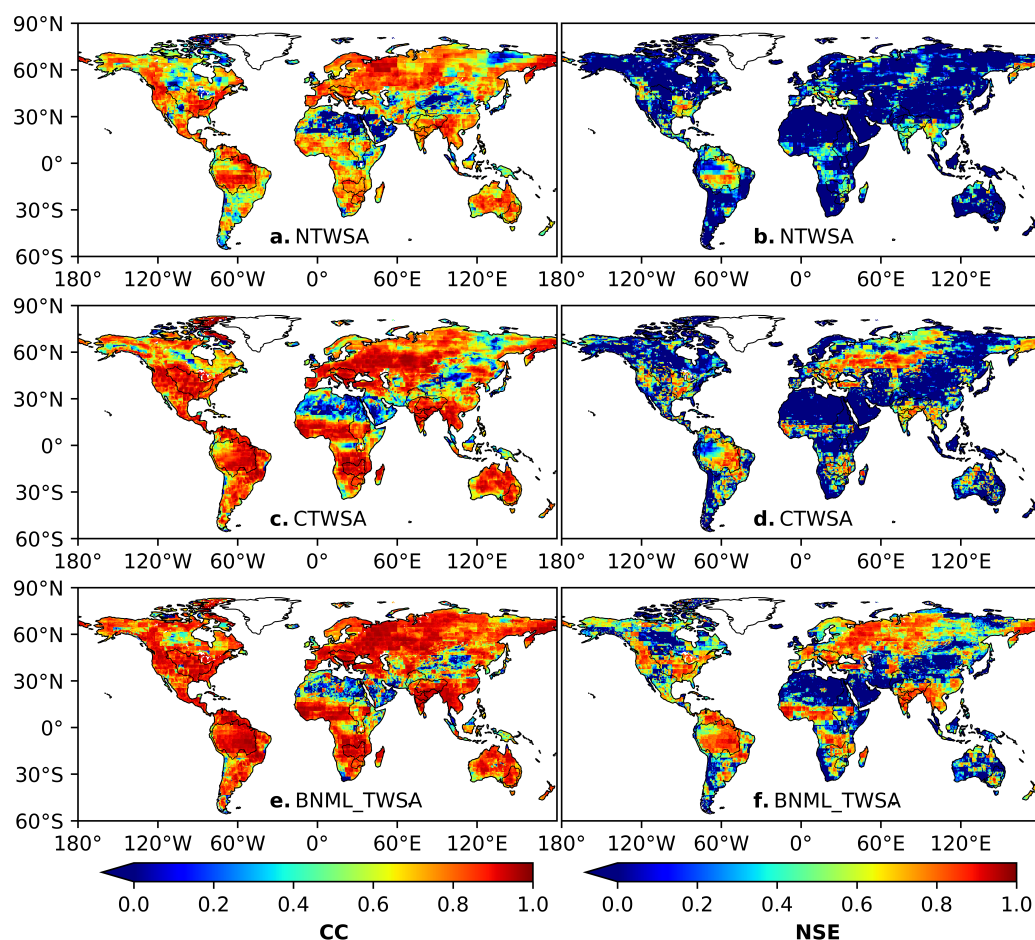 90°N
60°N
30°N
0°
30°S
60°S
a. NTWSA
b. NTWSA
180° 120°W 60°W 0° 60°E 120°E 180° 120°W 60°W 0° 60°E 120°E
90°N
60°N
30°N
0°
30°S
60°S
c. CTWSA
d. CTWSA
180° 120°W 60°W 0° 60°E 120°E 180° 120°W 60°W 0° 60°E 120°E
90°N
60°N
30°N
0°
30°S
60°S
e. BNML_TWSA
f. BNML_TWSA
180° 120°W 60°W 0° 60°E 120°E 180° 120°W 60°W 0° 60°E 120°E
0.0 0.2 0.4 0.6 0.8 1.0
CC
0.0 0.2 0.4 0.6 0.8 1.0
NSE